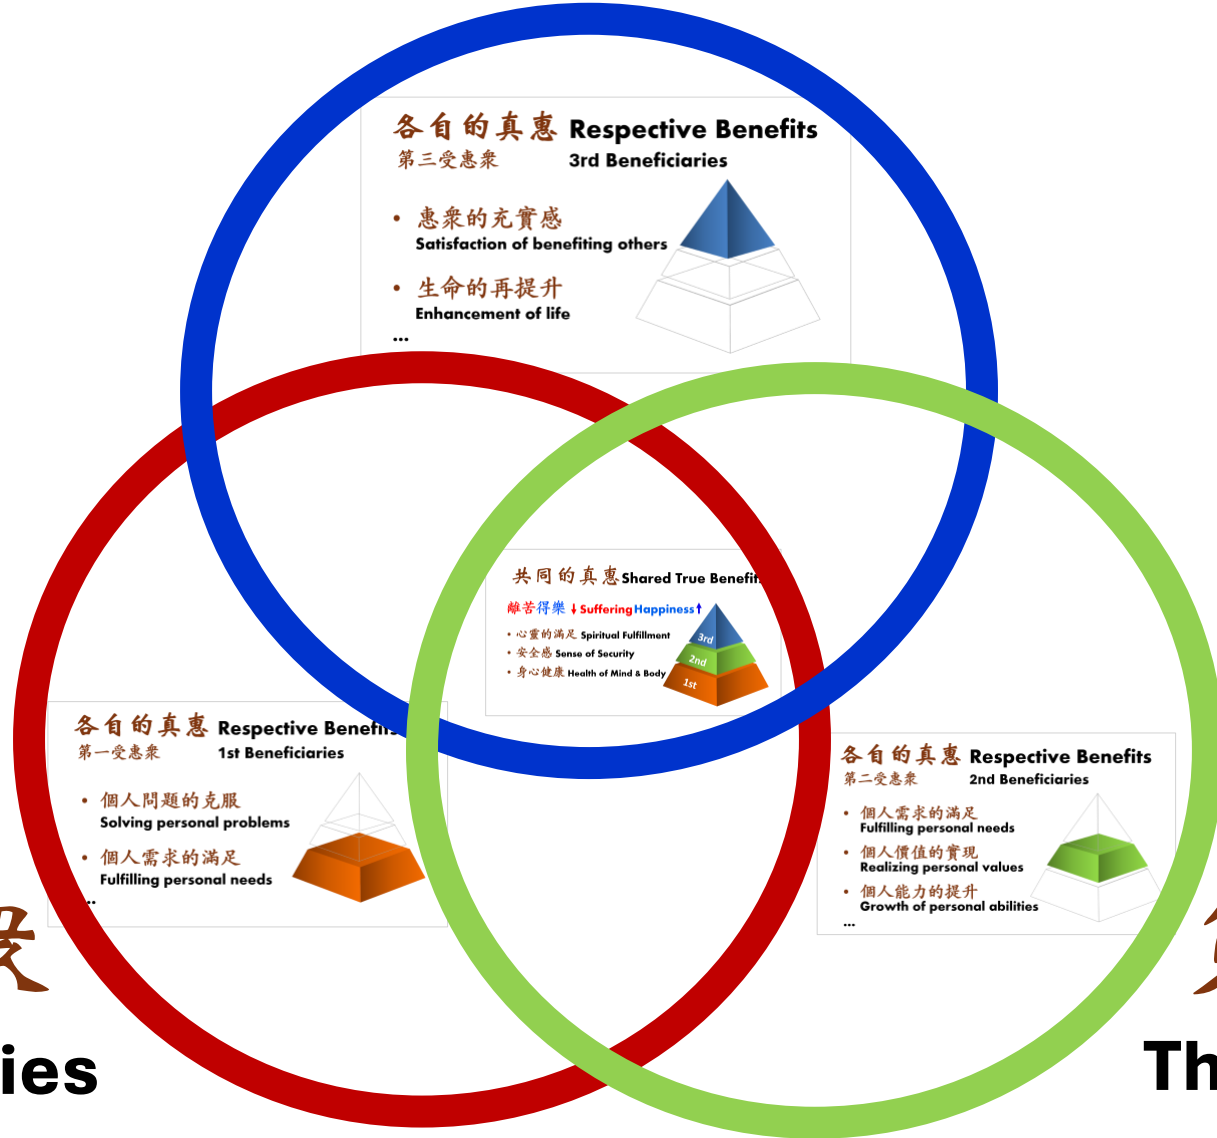 各自的真惠 Respective Benefits
第三受惠衆 3rd Beneficiaries
• 惠衆的充實感
Satisfaction of benefiting others
• 生命的再提升
Enhancement of life
...
共同的真惠 Shared True Benefits
離苦得樂 ↓ Suffering Happiness ↑
• 心靈的滿足 Spiritual Fulfillment
• 安全感 Sense of Security
• 身心健康 Health of Mind & Body
3rd
2nd
1st
各自的真惠 Respective Benefits
第一受惠衆 1st Beneficiaries
• 個人問題的克服
Solving personal problems
• 個人需求的滿足
Fulfilling personal needs
..
各自的真惠 Respective Benefits
第二受惠衆 2nd Beneficiaries
• 個人需求的滿足
Fulfilling personal needs
• 個人價值的實現
Realizing personal values
• 個人能力的提升
Growth of personal abilities
...
衆
ies
Th